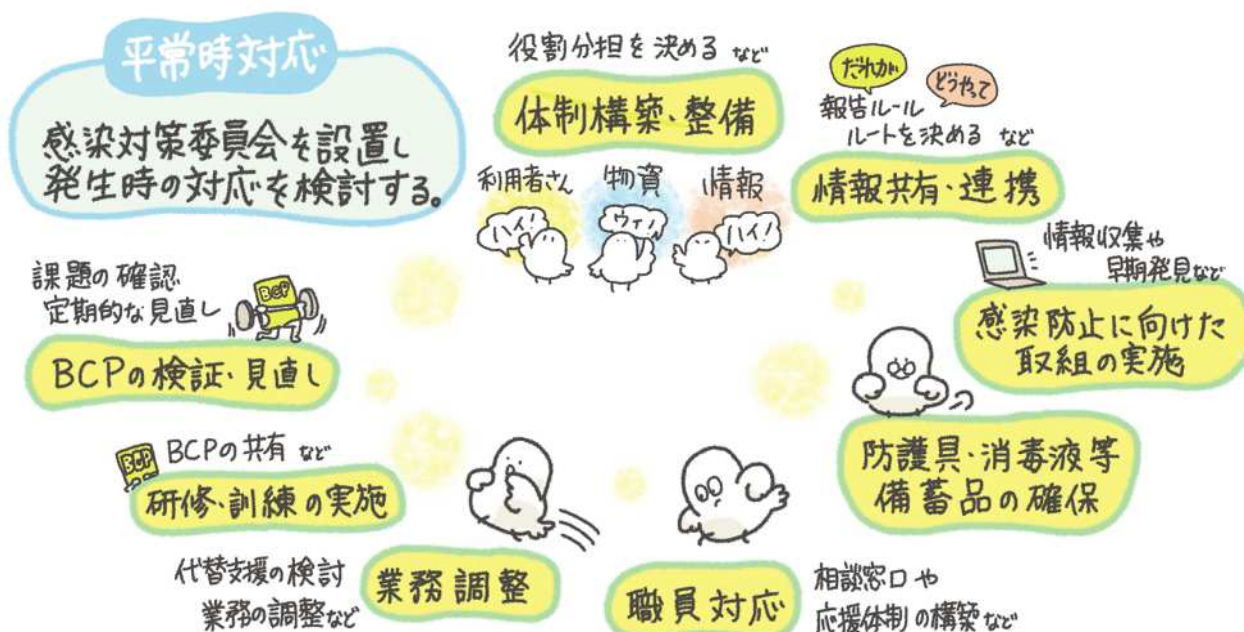 平常時対応
感染対策委員会を設置し
発生時の対応を検討する。
役割分担を決める など
体制構築・整備
利用者さん
物資
情報
ハイ!
ウィ!
ハイ!
だれが
どうやって
報告ルール
ルートを決める など
情報共有・連携
情報収集や
早期発見など
感染防止に向けた
取組の実施
防護具・消毒液等
備蓄品の確保
相談窓口や
応援体制の構築など
職員対応
代替支援の検討
業務の調整など
業務調整
BCP
BCPの共有 など
研修・訓練の実施
課題の確認
定期的な見直し
BCP
BCPの検証・見直し